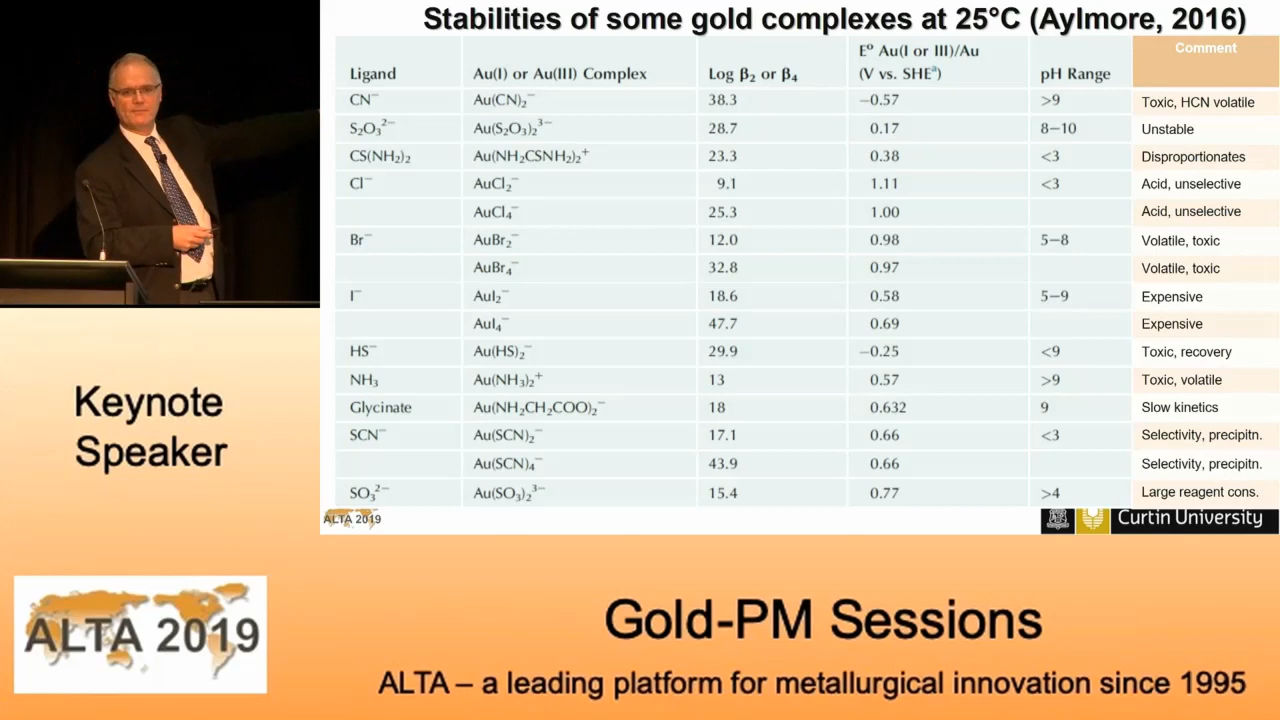 Stabilities of some gold complexes at 25°C (Aylmore, 2016)
Ligand Au(I) or Au(III) Complex Log β₂ or β₄ E⁰ Au(I or III)/Au (V vs. SHEᵃ) pH Range Comment
CN⁻ Au(CN)₂⁻ 38.3 −0.57 >9 Toxic, HCN volatile
S₂O₃²⁻ Au(S₂O₃)₂³⁻ 28.7 0.17 8–10 Unstable
CS(NH₂)₂ Au(NH₂CSNH₂)₂⁺ 23.3 0.38 <3 Disproportionates
Cl⁻ AuCl₂⁻ 9.1 1.11 <3 Acid, unselective
AuCl₄⁻ 25.3 1.00 Acid, unselective
Br⁻ AuBr₂⁻ 12.0 0.98 5–8 Volatile, toxic
AuBr₄⁻ 32.8 0.97 Volatile, toxic
I⁻ AuI₂⁻ 18.6 0.58 5–9 Expensive
AuI₄⁻ 47.7 0.69 Expensive
HS⁻ Au(HS)₂⁻ 29.9 −0.25 <9 Toxic, recovery
NH₃ Au(NH₃)₂⁺ 13 0.57 >9 Toxic, volatile
Glycinate Au(NH₂CH₂COO)₂⁻ 18 0.632 9 Slow kinetics
SCN⁻ Au(SCN)₂⁻ 17.1 0.66 <3 Selectivity, precipitn.
Au(SCN)₄⁻ 43.9 0.66 Selectivity, precipitn.
SO₃²⁻ Au(SO₃)₂³⁻ 15.4 0.77 >4 Large reagent cons.
ALTA 2019
Curtin University
Keynote
Speaker
ALTA 2019
Gold-PM Sessions
ALTA – a leading platform for metallurgical innovation since 1995